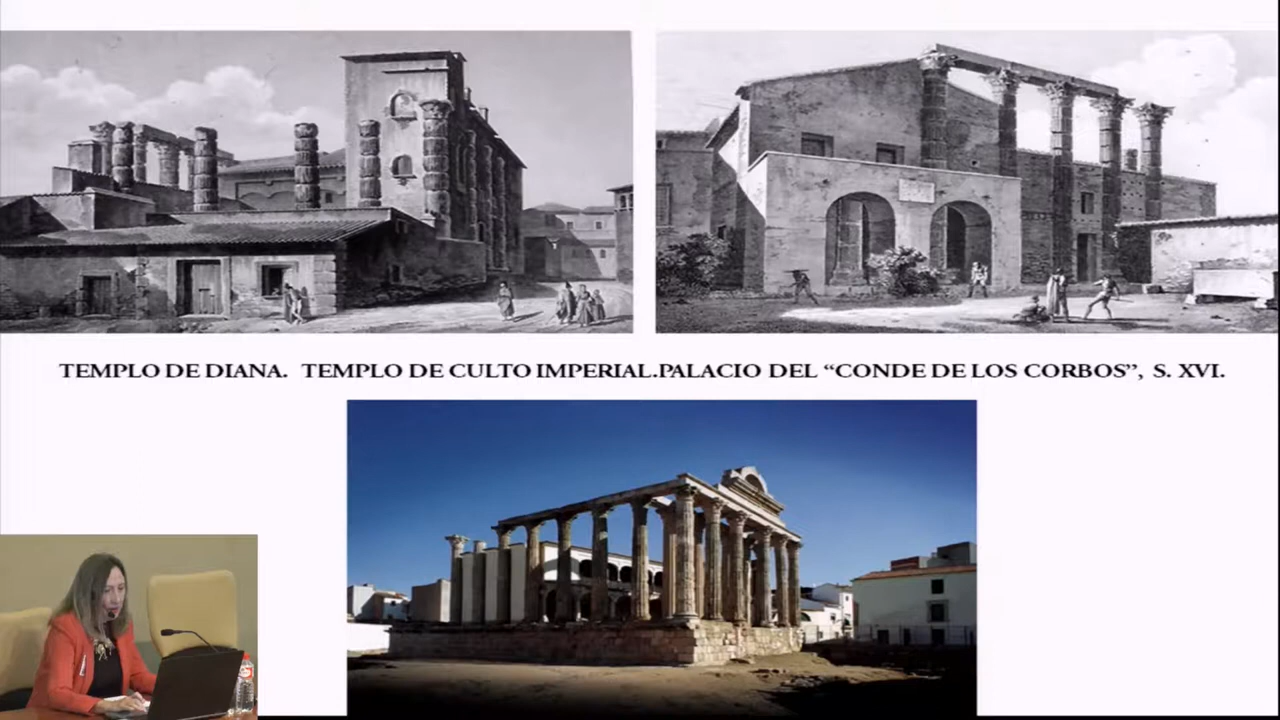 TEMPLO DE DIANA. TEMPLO DE CULTO IMPERIAL.PALACIO DEL “CONDE DE LOS CORBOS”, S. XVI.